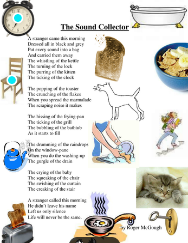 The Sound Collector
A stranger came this morning
Dressed all in black and grey
Put every sound into a bag
And carried them away
The whistling of the kettle
The turning of the lock
The purring of the kitten
The ticking of the clock
The popping of the toaster
The crunching of the flakes
When you spread the marmalade
The scraping noise it makes
The hissing of the frying pan
The ticking of the grill
The bubbling of the bathtub
As it starts to fill
The drumming of the raindrops
On the window-pane
When you do the washing up
The gurgle of the drain
The crying of the baby
The squeaking of the chair
The swishing of the curtain
The creaking of the stair
A stranger called this morning
He didn't leave his name
Left us only silence
Life will never be the same.
by Roger McGough